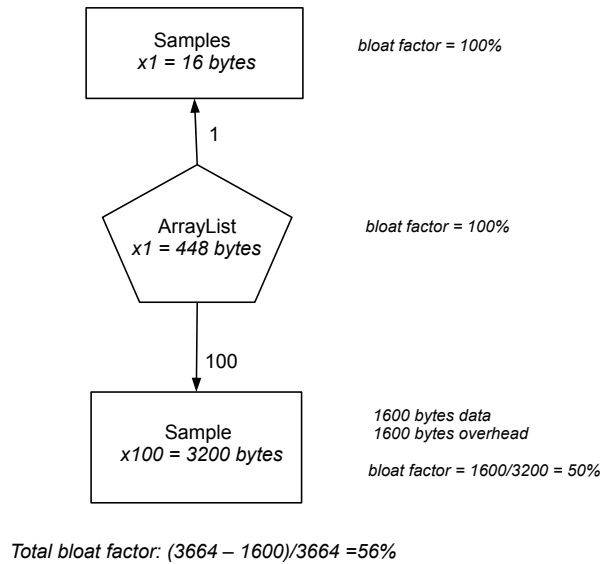 Samples
x1 = 16 bytes
bloat factor = 100%
1
ArrayList
x1 = 448 bytes
bloat factor = 100%
100
Sample
x100 = 3200 bytes
1600 bytes data
1600 bytes overhead
bloat factor = 1600/3200 = 50%
Total bloat factor: (3664 – 1600)/3664 =56%